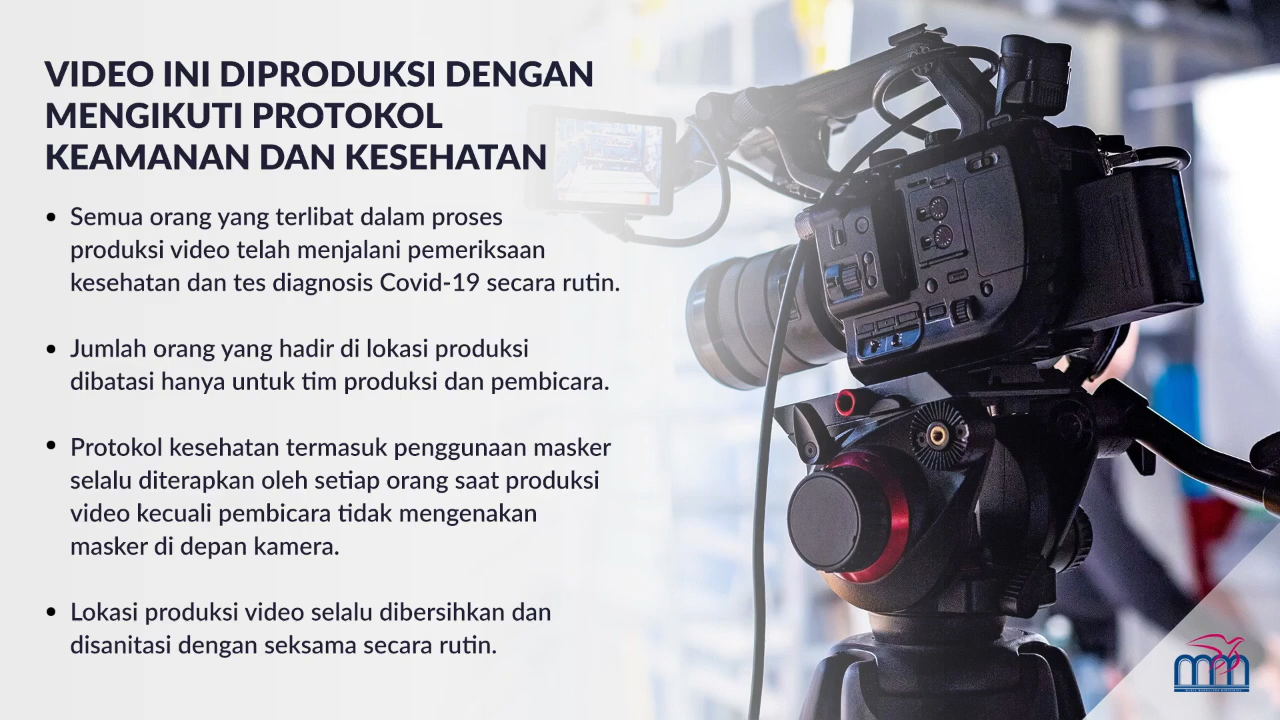 VIDEO INI DIPRODUKSI DENGAN
MENGIKUTI PROTOKOL
KEAMANAN DAN KESEHATAN
• Semua orang yang terlibat dalam proses
produksi video telah menjalani pemeriksaan
kesehatan dan tes diagnosis Covid-19 secara rutin.
• Jumlah orang yang hadir di lokasi produksi
dibatasi hanya untuk tim produksi dan pembicara.
• Protokol kesehatan termasuk penggunaan masker
selalu diterapkan oleh setiap orang saat produksi
video kecuali pembicara tidak mengenakan
masker di depan kamera.
• Lokasi produksi video selalu dibersihkan dan
disanitasi dengan seksama secara rutin.